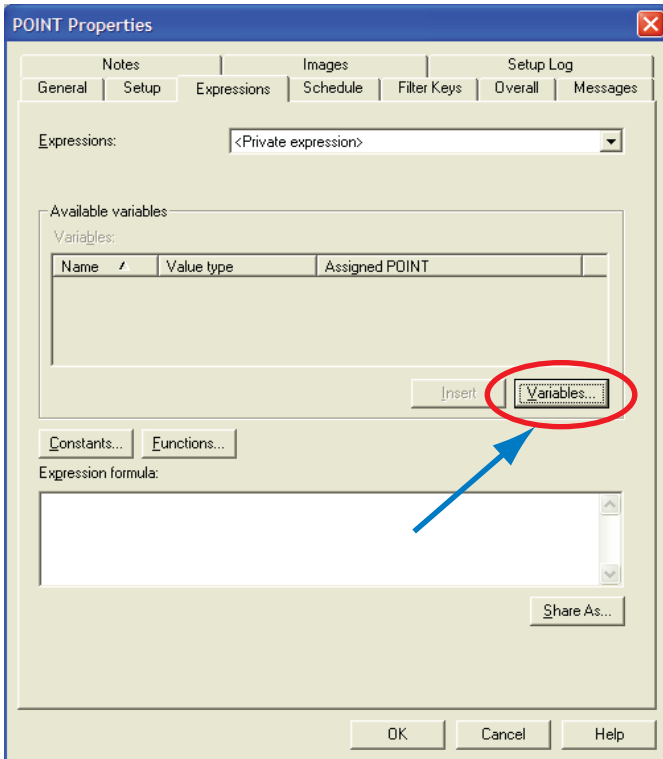 POINT Properties
Notes Images Setup Log
General Setup Expressions Schedule Filter Keys Overall Messages
Expressions: <Private expression>
Available variables
Variables:
Name Value type Assigned POINT
Insert Variables...
Constants... Functions...
Expression formula:
Share As...
OK Cancel Help